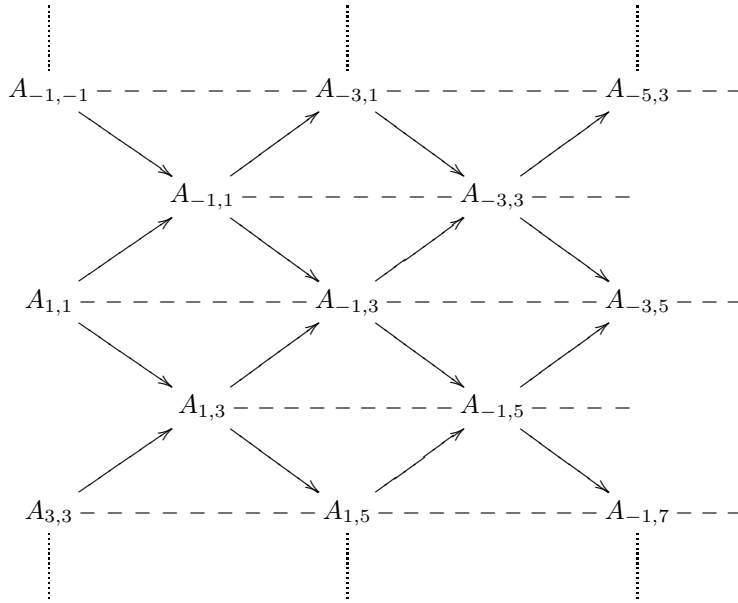 A_{-1,-1} A_{-3,1} A_{-5,3}
A_{-1,1} A_{-3,3}
A_{1,1} A_{-1,3} A_{-3,5}
A_{1,3} A_{-1,5}
A_{3,3} A_{1,5} A_{-1,7}